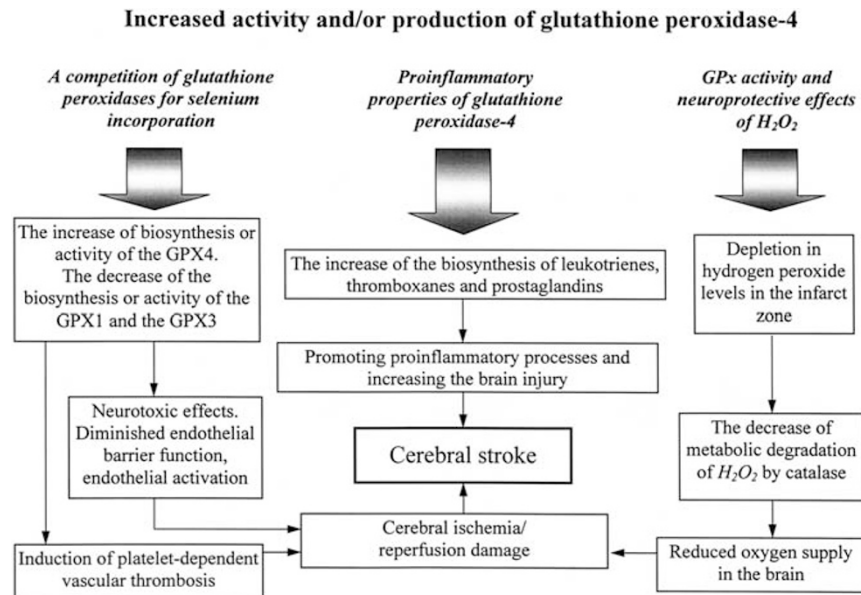 Increased activity and/or production of glutathione peroxidase-4
A competition of glutathione
peroxidases for selenium
incorporation
Proinflammatory
properties of glutathione
peroxidase-4
GPx activity and
neuroprotective effects
of H₂O₂
The increase of biosynthesis or
activity of the GPX4.
The decrease of the
biosynthesis or activity of the
GPX1 and the GPX3
The increase of the biosynthesis of leukotrienes,
thromboxanes and prostaglandins
Depletion in
hydrogen peroxide
levels in the infarct
zone
Promoting proinflammatory processes and
increasing the brain injury
Neurotoxic effects.
Diminished endothelial
barrier function,
endothelial activation
Cerebral stroke
The decrease of
metabolic degradation
of H₂O₂ by catalase
Cerebral ischemia/
reperfusion damage
Induction of platelet-dependent
vascular thrombosis
Reduced oxygen supply
in the brain